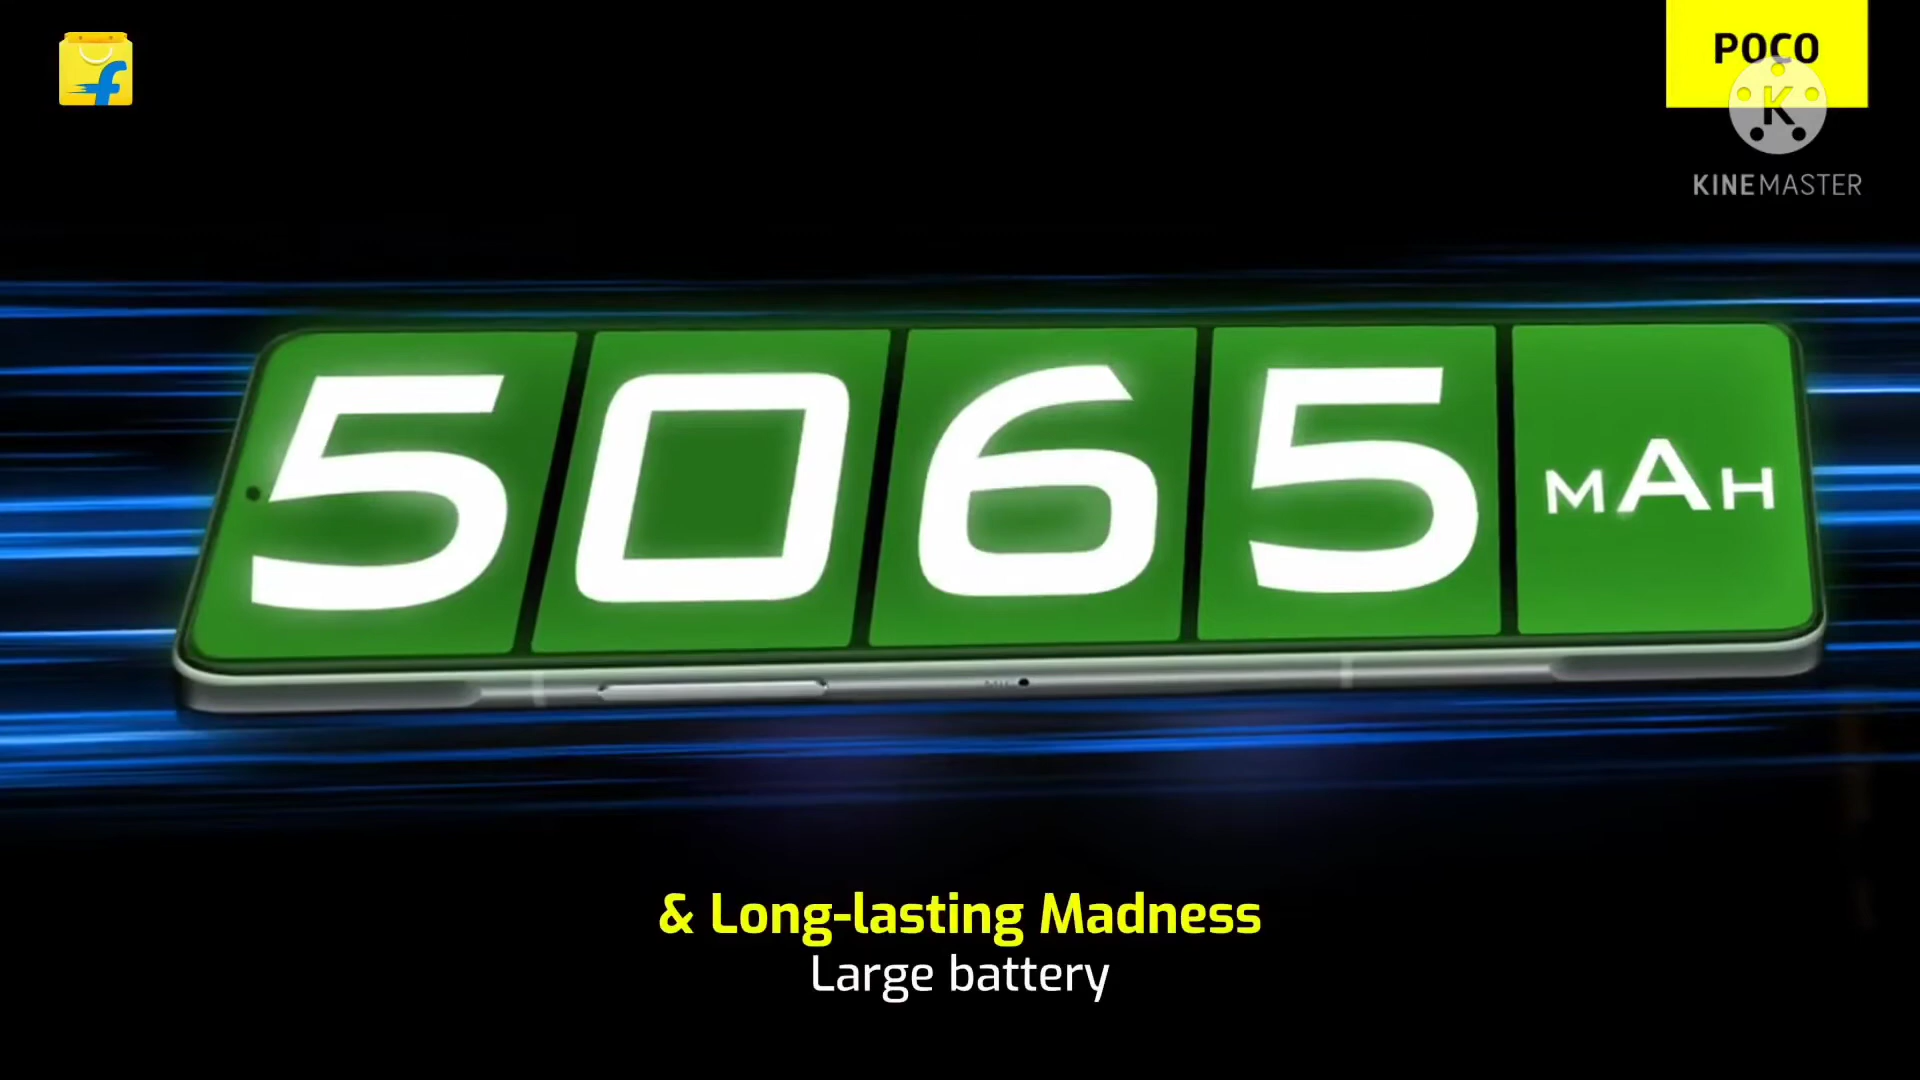 POCO
K
KINEMASTER
5065 MAH
& Long-lasting Madness
Large battery